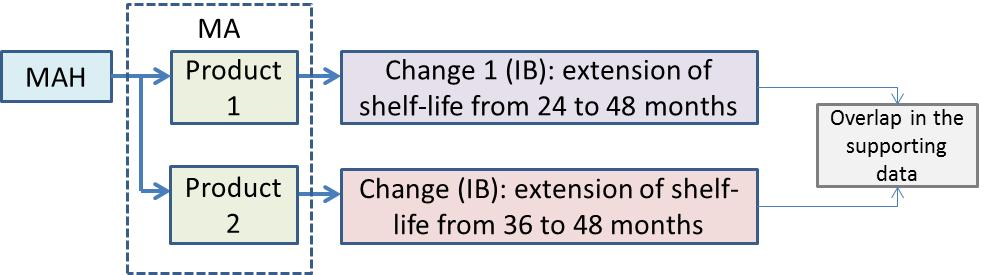 MA
MAH
Product
1
Change 1 (IB): extension of
shelf-life from 24 to 48 months
Overlap in the
supporting
data
Product
2
Change (IB): extension of shelf-
life from 36 to 48 months